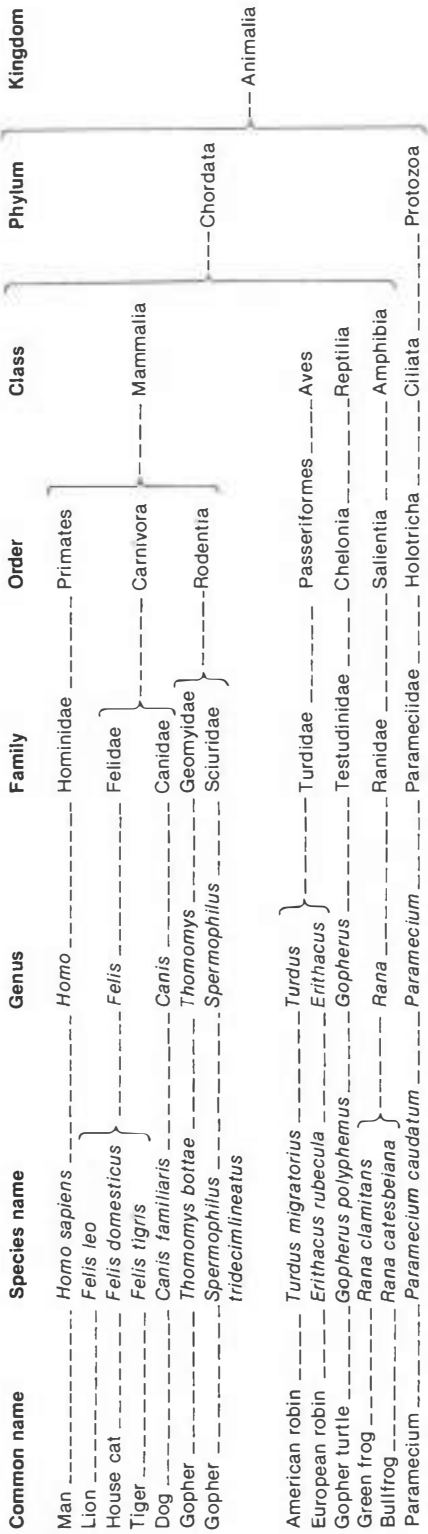 Common name Species name Genus Family Order Class Phylum Kingdom
Man Homo sapiens Homo Hominidae Primates
Lion Felis leo
House cat Felis domesticus Felis Felidae Carnivora Mammalia
Tiger Felis tigris
Dog Canis familiaris Canis Canidae
Gopher Thomomys bottae Thomomys Geomyidae Rodentia
Gopher Spermophilus Spermophilus Sciuridae
tridecimlineatus
Chordata
Animalia
American robin Turdus migratorius Turdus Turdidae Passeriformes Aves
European robin Erithacus rubecula Erithacus
Gopher turtle Gopherus polyphemus Gopherus Testudinidae Chelonia Reptilia
Green frog Rana clamitans Rana Ranidae Salientia Amphibia
Bullfrog Rana catesbeiana
Paramecium Paramecium caudatum Paramecium Parameciidae Holotricha Ciliata Protozoa